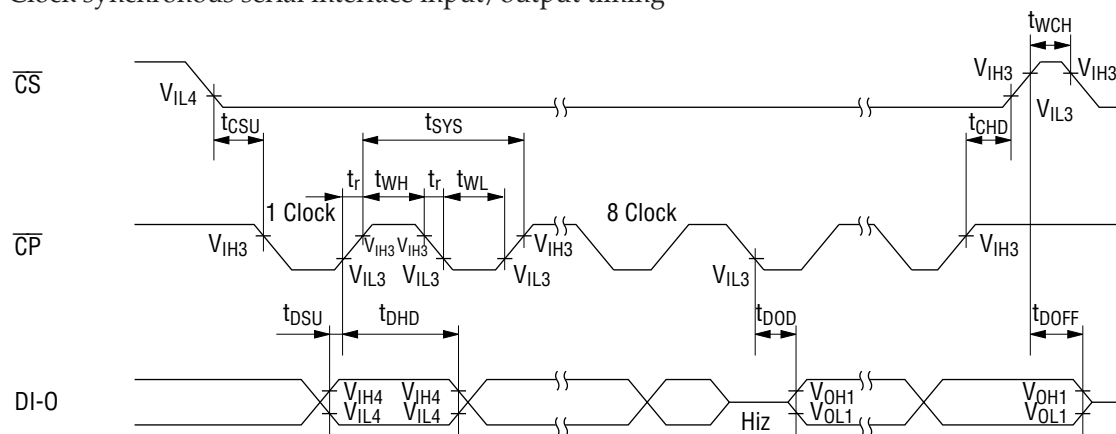 Clock synchronous serial interface input/output timing
tWCH
CS
VIH3
VIH3
VIL4
VIL3
tCSU
tSYS
tCHD
tr
tWH
tr
tWL
1 Clock
8 Clock
CP
VIH3
VIH3
VIH3
VIH3
VIH3
VIL3
VIL3
VIL3
VIL3
tDSU
tDHD
tDOD
tDOFF
DI-O
VIH4
VIH4
VOH1
VOH1
VIL4
VIL4
Hiz
VOL1
VOL1